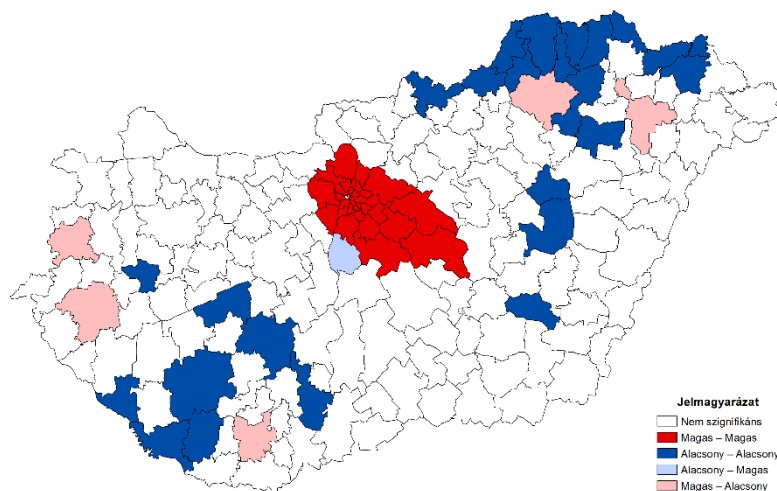 Jelmagyarázat
Nem szignifikáns
Magas – Magas
Alacsony – Alacsony
Alacsony – Magas
Magas – Alacsony